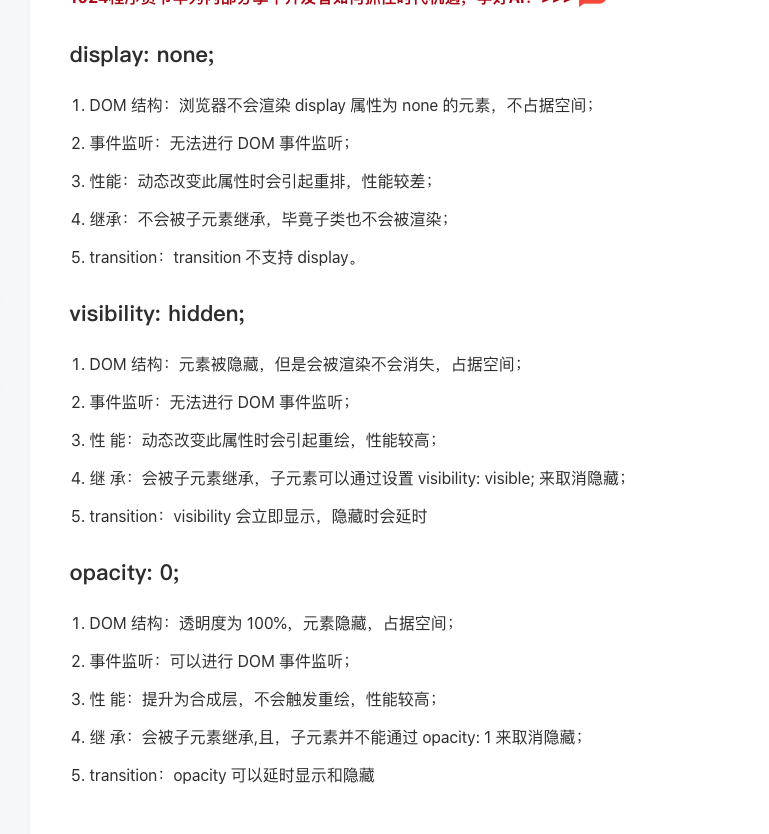 display: none;
1. DOM 结构：浏览器不会渲染 display 属性为 none 的元素，不占据空间；
2. 事件监听：无法进行 DOM 事件监听；
3. 性能：动态改变此属性时会引起重排，性能较差；
4. 继承：不会被子元素继承，毕竟子类也不会被渲染；
5. transition：transition 不支持 display。
visibility: hidden;
1. DOM 结构：元素被隐藏，但是会被渲染不会消失，占据空间；
2. 事件监听：无法进行 DOM 事件监听；
3. 性 能：动态改变此属性时会引起重绘，性能较高；
4. 继 承：会被子元素继承，子元素可以通过设置 visibility: visible; 来取消隐藏；
5. transition：visibility 会立即显示，隐藏时会延时
opacity: 0;
1. DOM 结构：透明度为 100%，元素隐藏，占据空间；
2. 事件监听：可以进行 DOM 事件监听；
3. 性 能：提升为合成层，不会触发重绘，性能较高；
4. 继 承：会被子元素继承,且，子元素并不能通过 opacity: 1 来取消隐藏；
5. transition：opacity 可以延时显示和隐藏